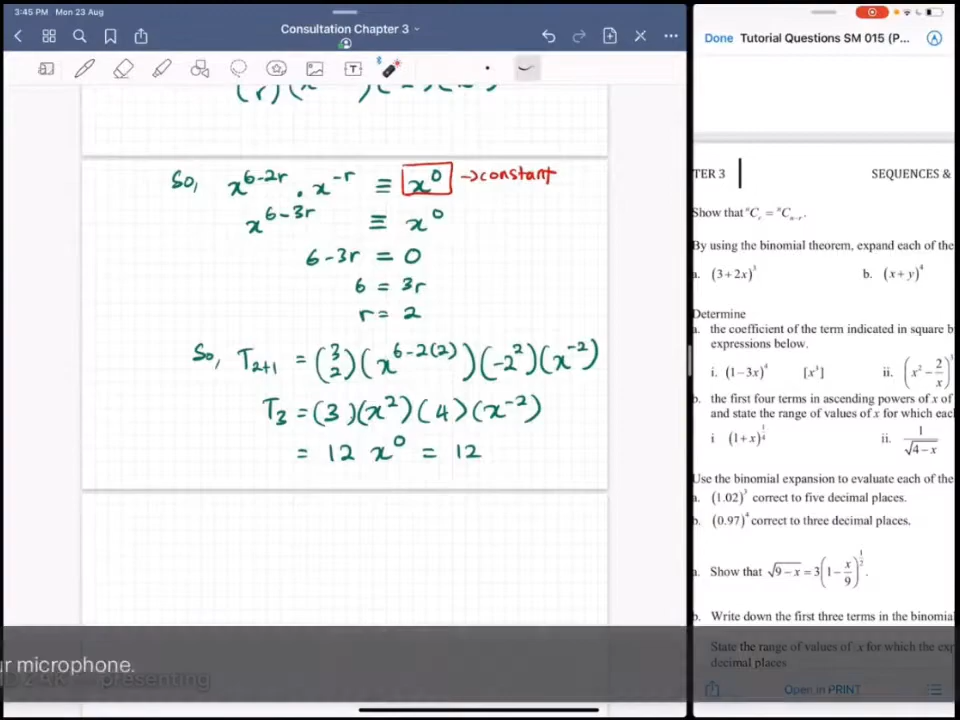 3:45 PM Mon 23 Aug
Consultation Chapter 3
So, x^{6-2r} . x^{-r} ≡ x^0 → constant
x^{6-3r} ≡ x^0
6-3r = 0
6 = 3r
r = 2
So, T_{2+1} = (3 2)(x^{6-2(2)})(-2^2)(x^{-2})
T_3 = (3)(x^2)(4)(x^{-2})
= 12 x^0 = 12
ur microphone.
presenting
Done Tutorial Questions SM 015 (P...
TER 3 SEQUENCES &
Show that ^nC_r = ^nC_{n-r}.
By using the binomial theorem, expand each of the
a. (3+2x)^3 b. (x+y)^4
Determine
a. the coefficient of the term indicated in square b
expressions below.
i. (1-3x)^4 [x^3] ii. (x^2 - 2/x)^3
b. the first four terms in ascending powers of x of
and state the range of values of x for which eac
i (1+x)^{1/4} ii. 1/√(4-x)
Use the binomial expansion to evaluate each of the
a. (1.02)^3 correct to five decimal places.
b. (0.97)^4 correct to three decimal places.
a. Show that √(9-x) = 3(1 - x/9)^{1/2}.
b. Write down the first three terms in the binomia
State the range of values of x for which the exp
decimal places
Open in PRINT